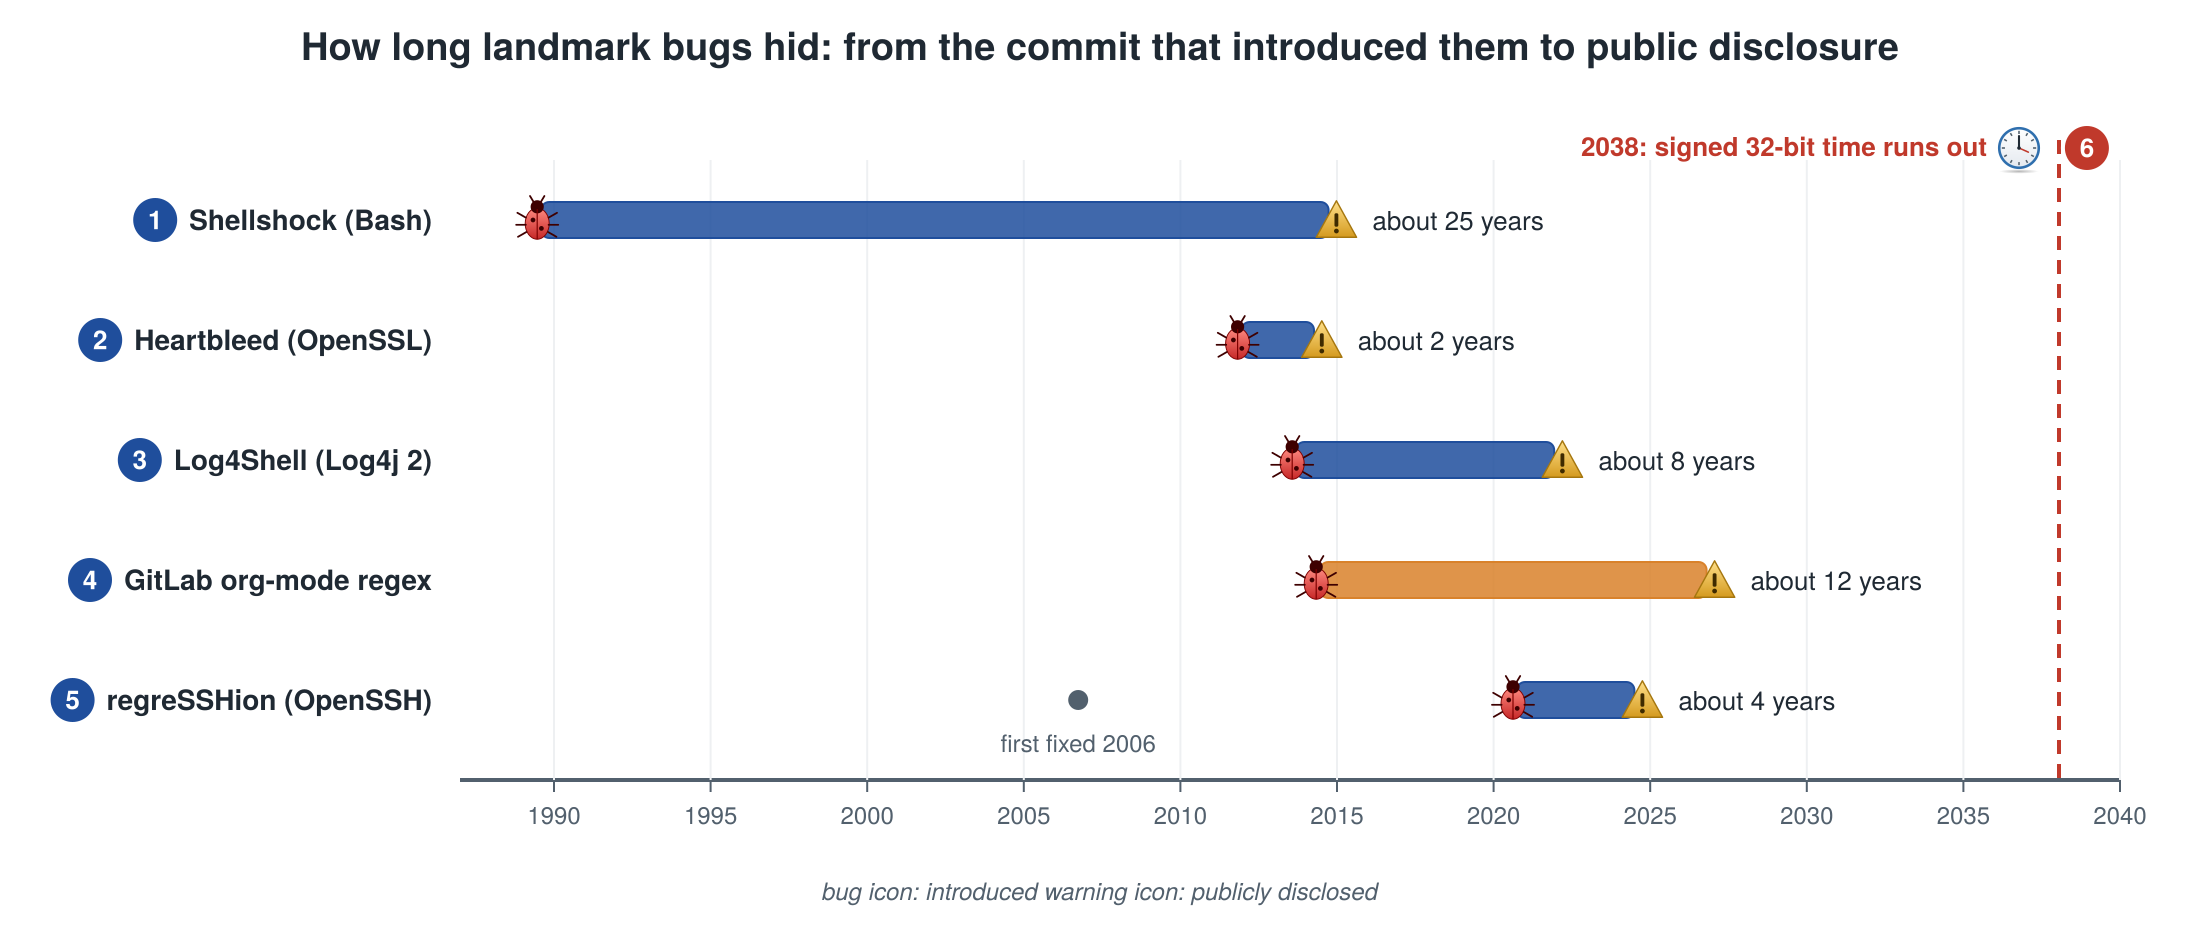 How long landmark bugs hid: from the commit that introduced them to public disclosure
2038: signed 32-bit time runs out
6
1 Shellshock (Bash)
about 25 years
2 Heartbleed (OpenSSL)
about 2 years
3 Log4Shell (Log4j 2)
about 8 years
4 GitLab org-mode regex
about 12 years
5 regreSSHion (OpenSSH)
about 4 years
first fixed 2006
1990 1995 2000 2005 2010 2015 2020 2025 2030 2035 2040
bug icon: introduced warning icon: publicly disclosed